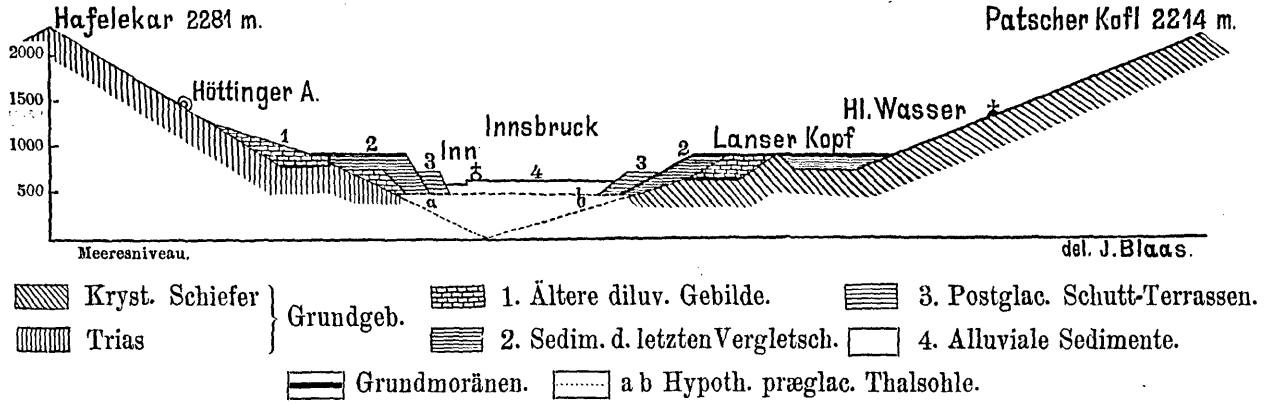 Hafelekar 2281 m.
Patscher Kofl 2214 m.
2000
1500
1000
500
Höttinger A.
Hl. Wasser
Innsbruck
Lanser Kopf
Inn
1
2
3
4
3
2
a
b
Meeresniveau.
del. J. Blaas.
Kryst. Schiefer
Trias
Grundgeb.
1. Ältere diluv. Gebilde.
2. Sedim. d. letzten Vergletsch.
3. Postglac. Schutt-Terrassen.
4. Alluviale Sedimente.
Grundmoränen.
a b Hypoth. præglac. Thalsohle.